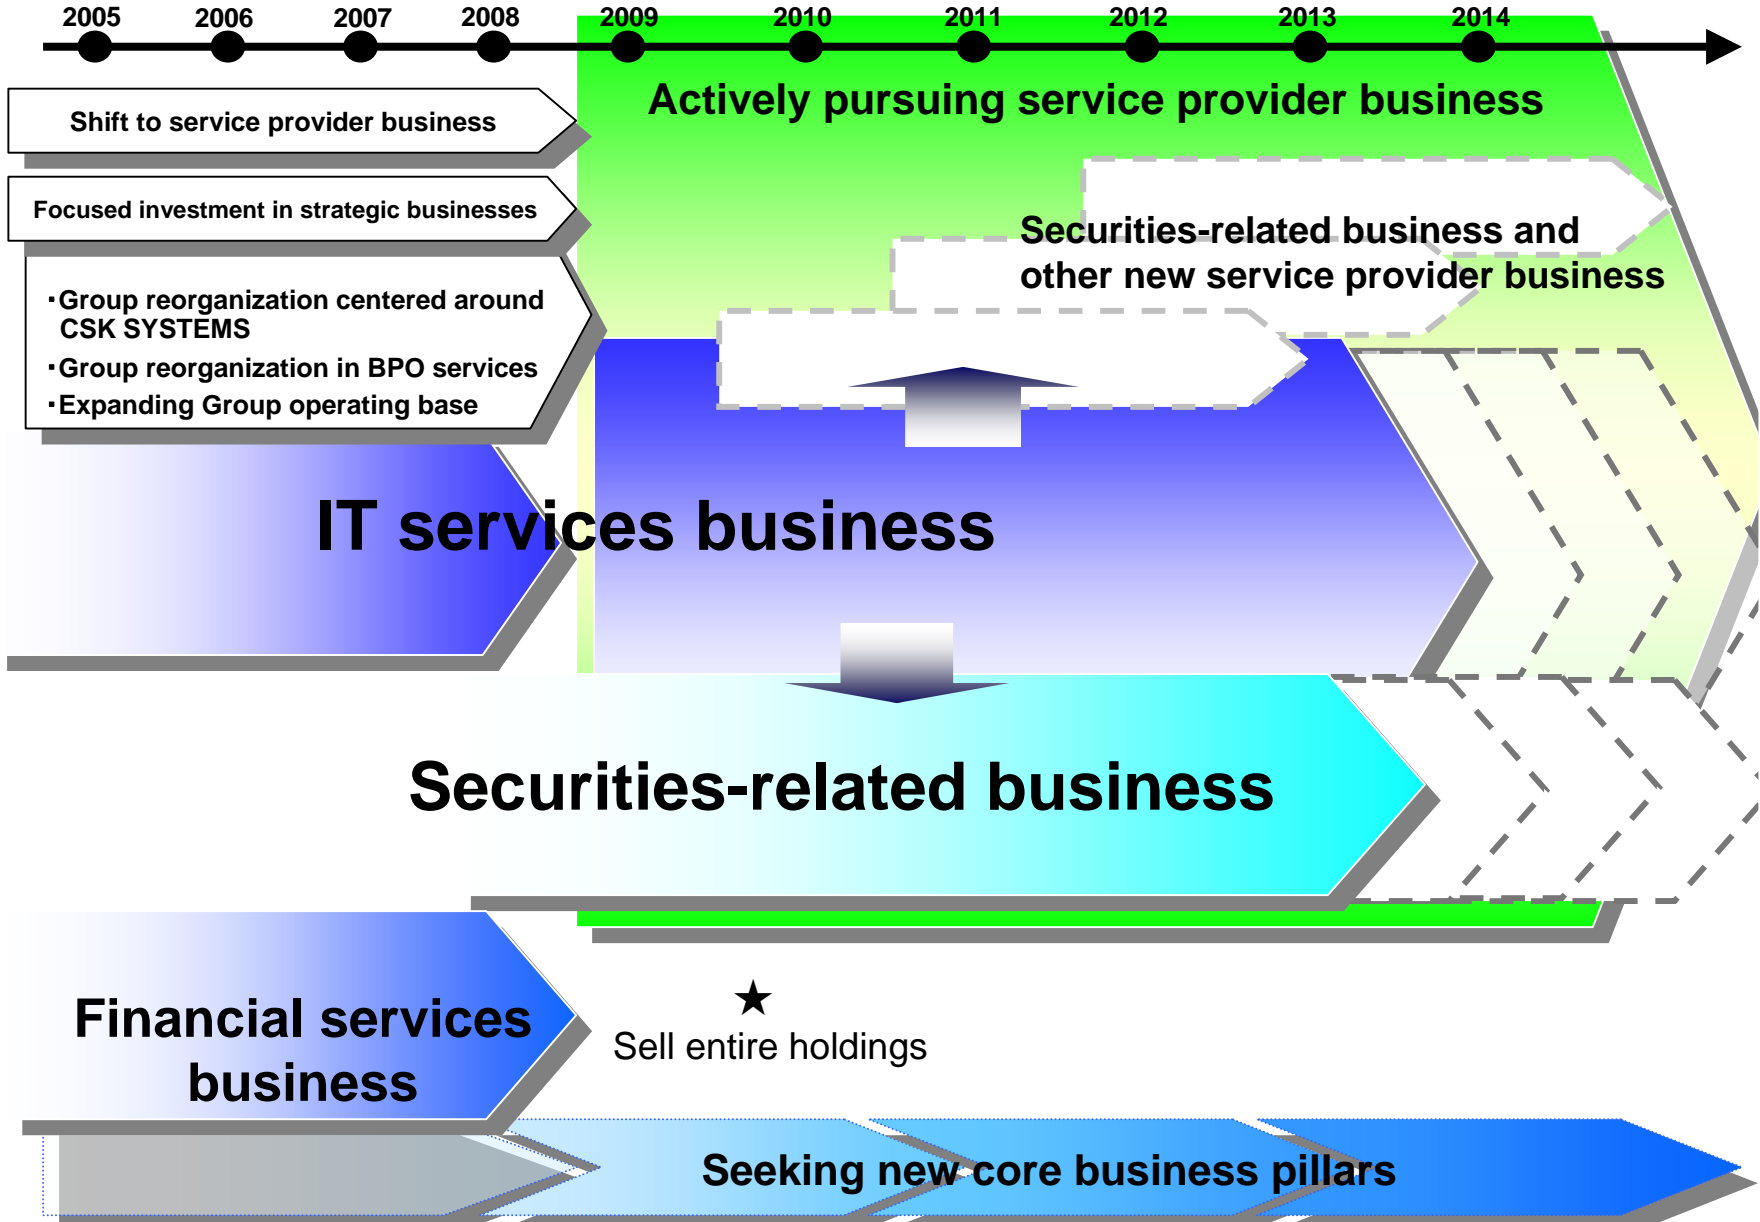 2005 2006 2007 2008 2009 2010 2011 2012 2013 2014
Actively pursuing service provider business
Shift to service provider business
Focused investment in strategic businesses
Securities-related business and
other new service provider business
・Group reorganization centered around
CSK SYSTEMS
・Group reorganization in BPO services
・Expanding Group operating base
IT services business
Securities-related business
Financial services
business
★
Sell entire holdings
Seeking new core business pillars